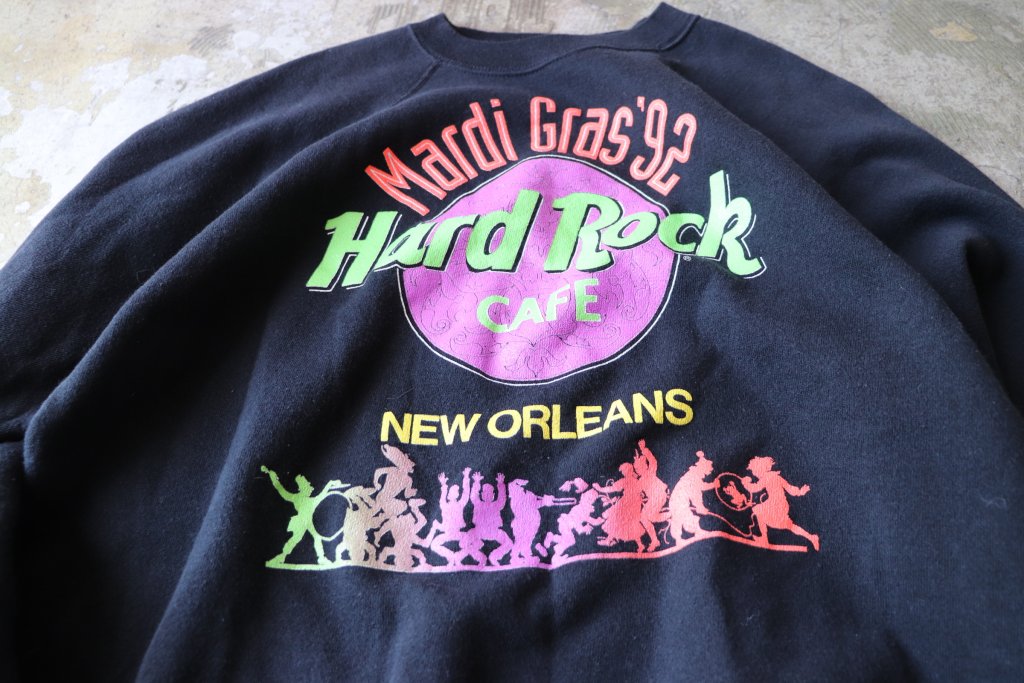 Mardi Gras '92
Hard Rock
CAFE
®
NEW ORLEANS